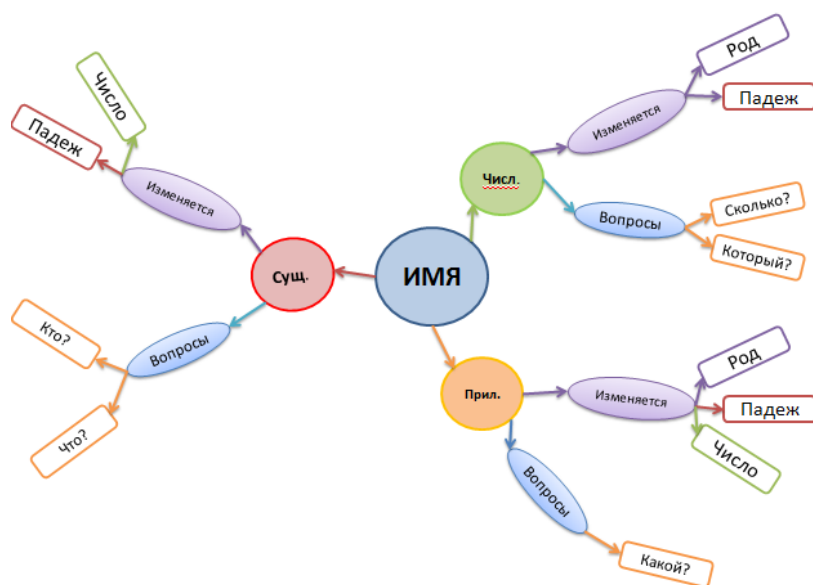 ИМЯ
Сущ.
Изменяется
Падеж
Число
Вопросы
Кто?
Что?
Числ.
Изменяется
Род
Падеж
Вопросы
Сколько?
Который?
Прил.
Изменяется
Род
Падеж
Число
Вопросы
Какой?